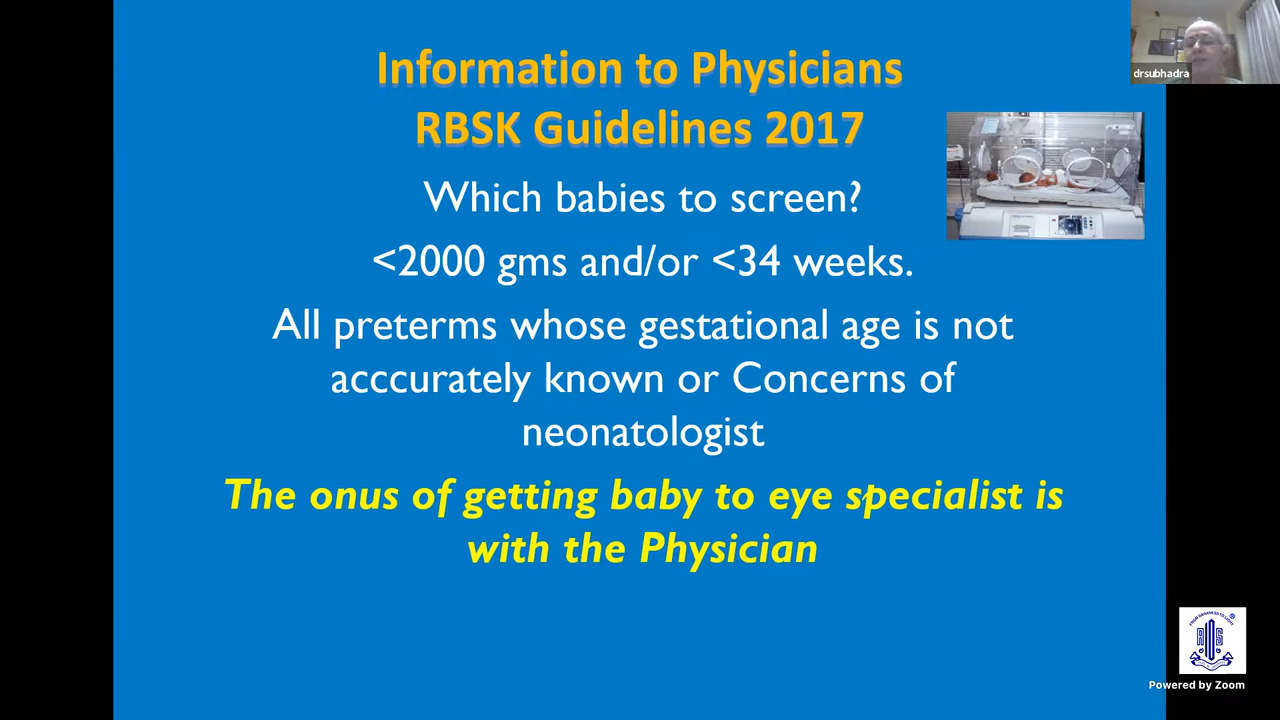 Information to Physicians
RBSK Guidelines 2017
Which babies to screen?
<2000 gms and/or <34 weeks.
All preterms whose gestational age is not
acccurately known or Concerns of
neonatologist
The onus of getting baby to eye specialist is
with the Physician
drsubhadra
Powered by Zoom